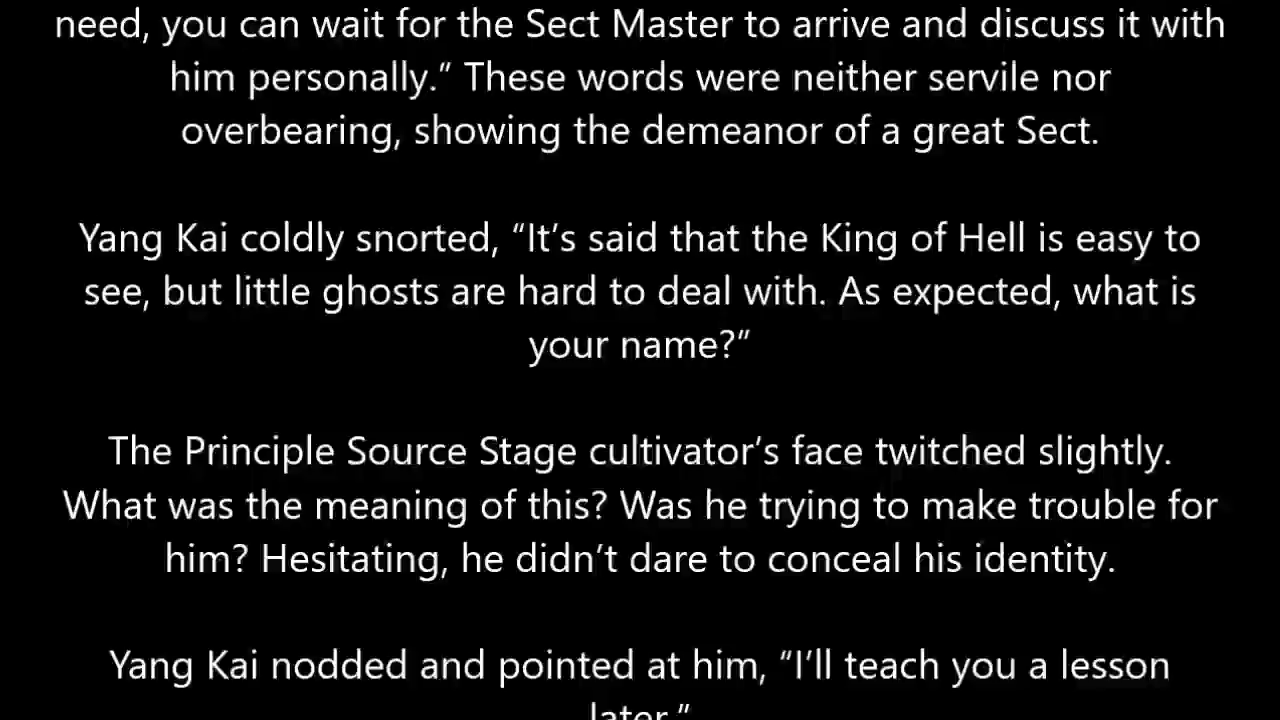 need, you can wait for the Sect Master to arrive and discuss it with
him personally.” These words were neither servile nor
overbearing, showing the demeanor of a great Sect.
Yang Kai coldly snorted, “It’s said that the King of Hell is easy to
see, but little ghosts are hard to deal with. As expected, what is
your name?”
The Principle Source Stage cultivator’s face twitched slightly.
What was the meaning of this? Was he trying to make trouble for
him? Hesitating, he didn’t dare to conceal his identity.
Yang Kai nodded and pointed at him, “I’ll teach you a lesson
later.”